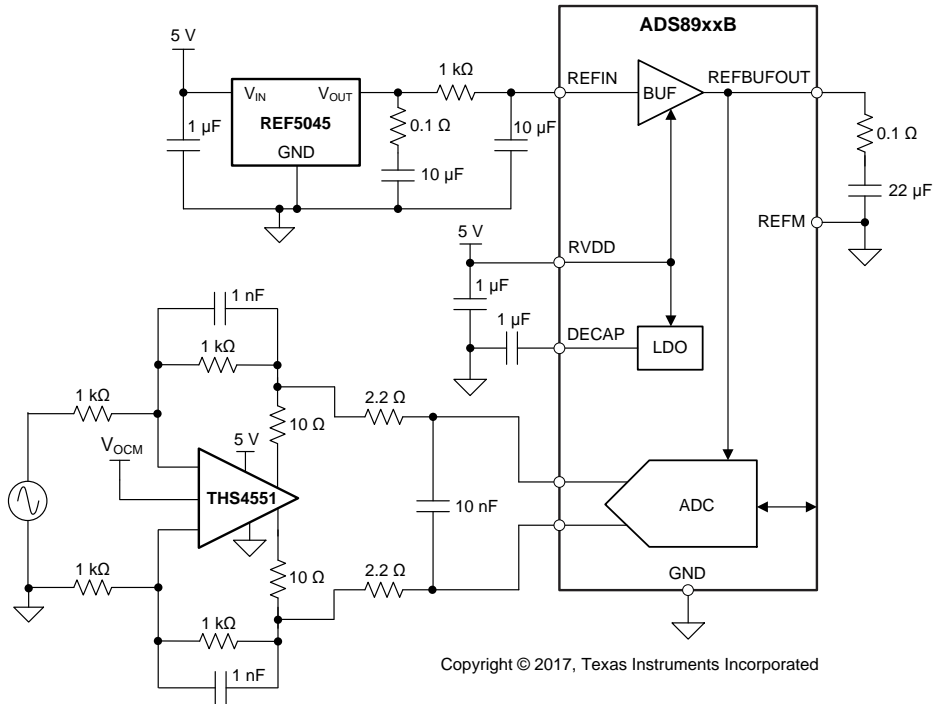 ADS89xxB
5 V
1 kΩ
REFIN
REFBUFOUT
V_IN
V_OUT
BUF
REF5045
1 µF
0.1 Ω
10 µF
0.1 Ω
GND
10 µF
22 µF
REFM
5 V
RVDD
1 µF
1 nF
1 µF
DECAP
LDO
1 kΩ
1 kΩ
2.2 Ω
10 Ω
V_OCM
5 V
THS4551
10 nF
ADC
1 kΩ
10 Ω
2.2 Ω
GND
1 kΩ
1 nF
Copyright © 2017, Texas Instruments Incorporated